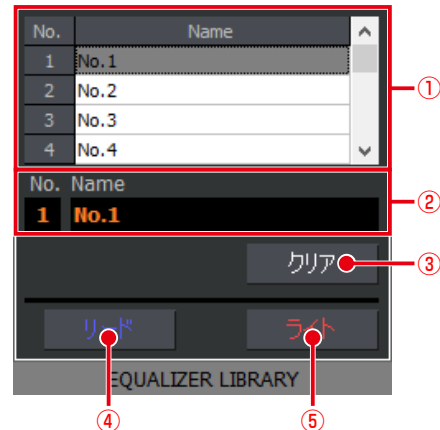 No. Name
1 No.1
2 No.2
3 No.3
4 No.4
①
No. Name
1 No.1
②
クリア
③
リード ライト
EQUALIZER LIBRARY
④ ⑤